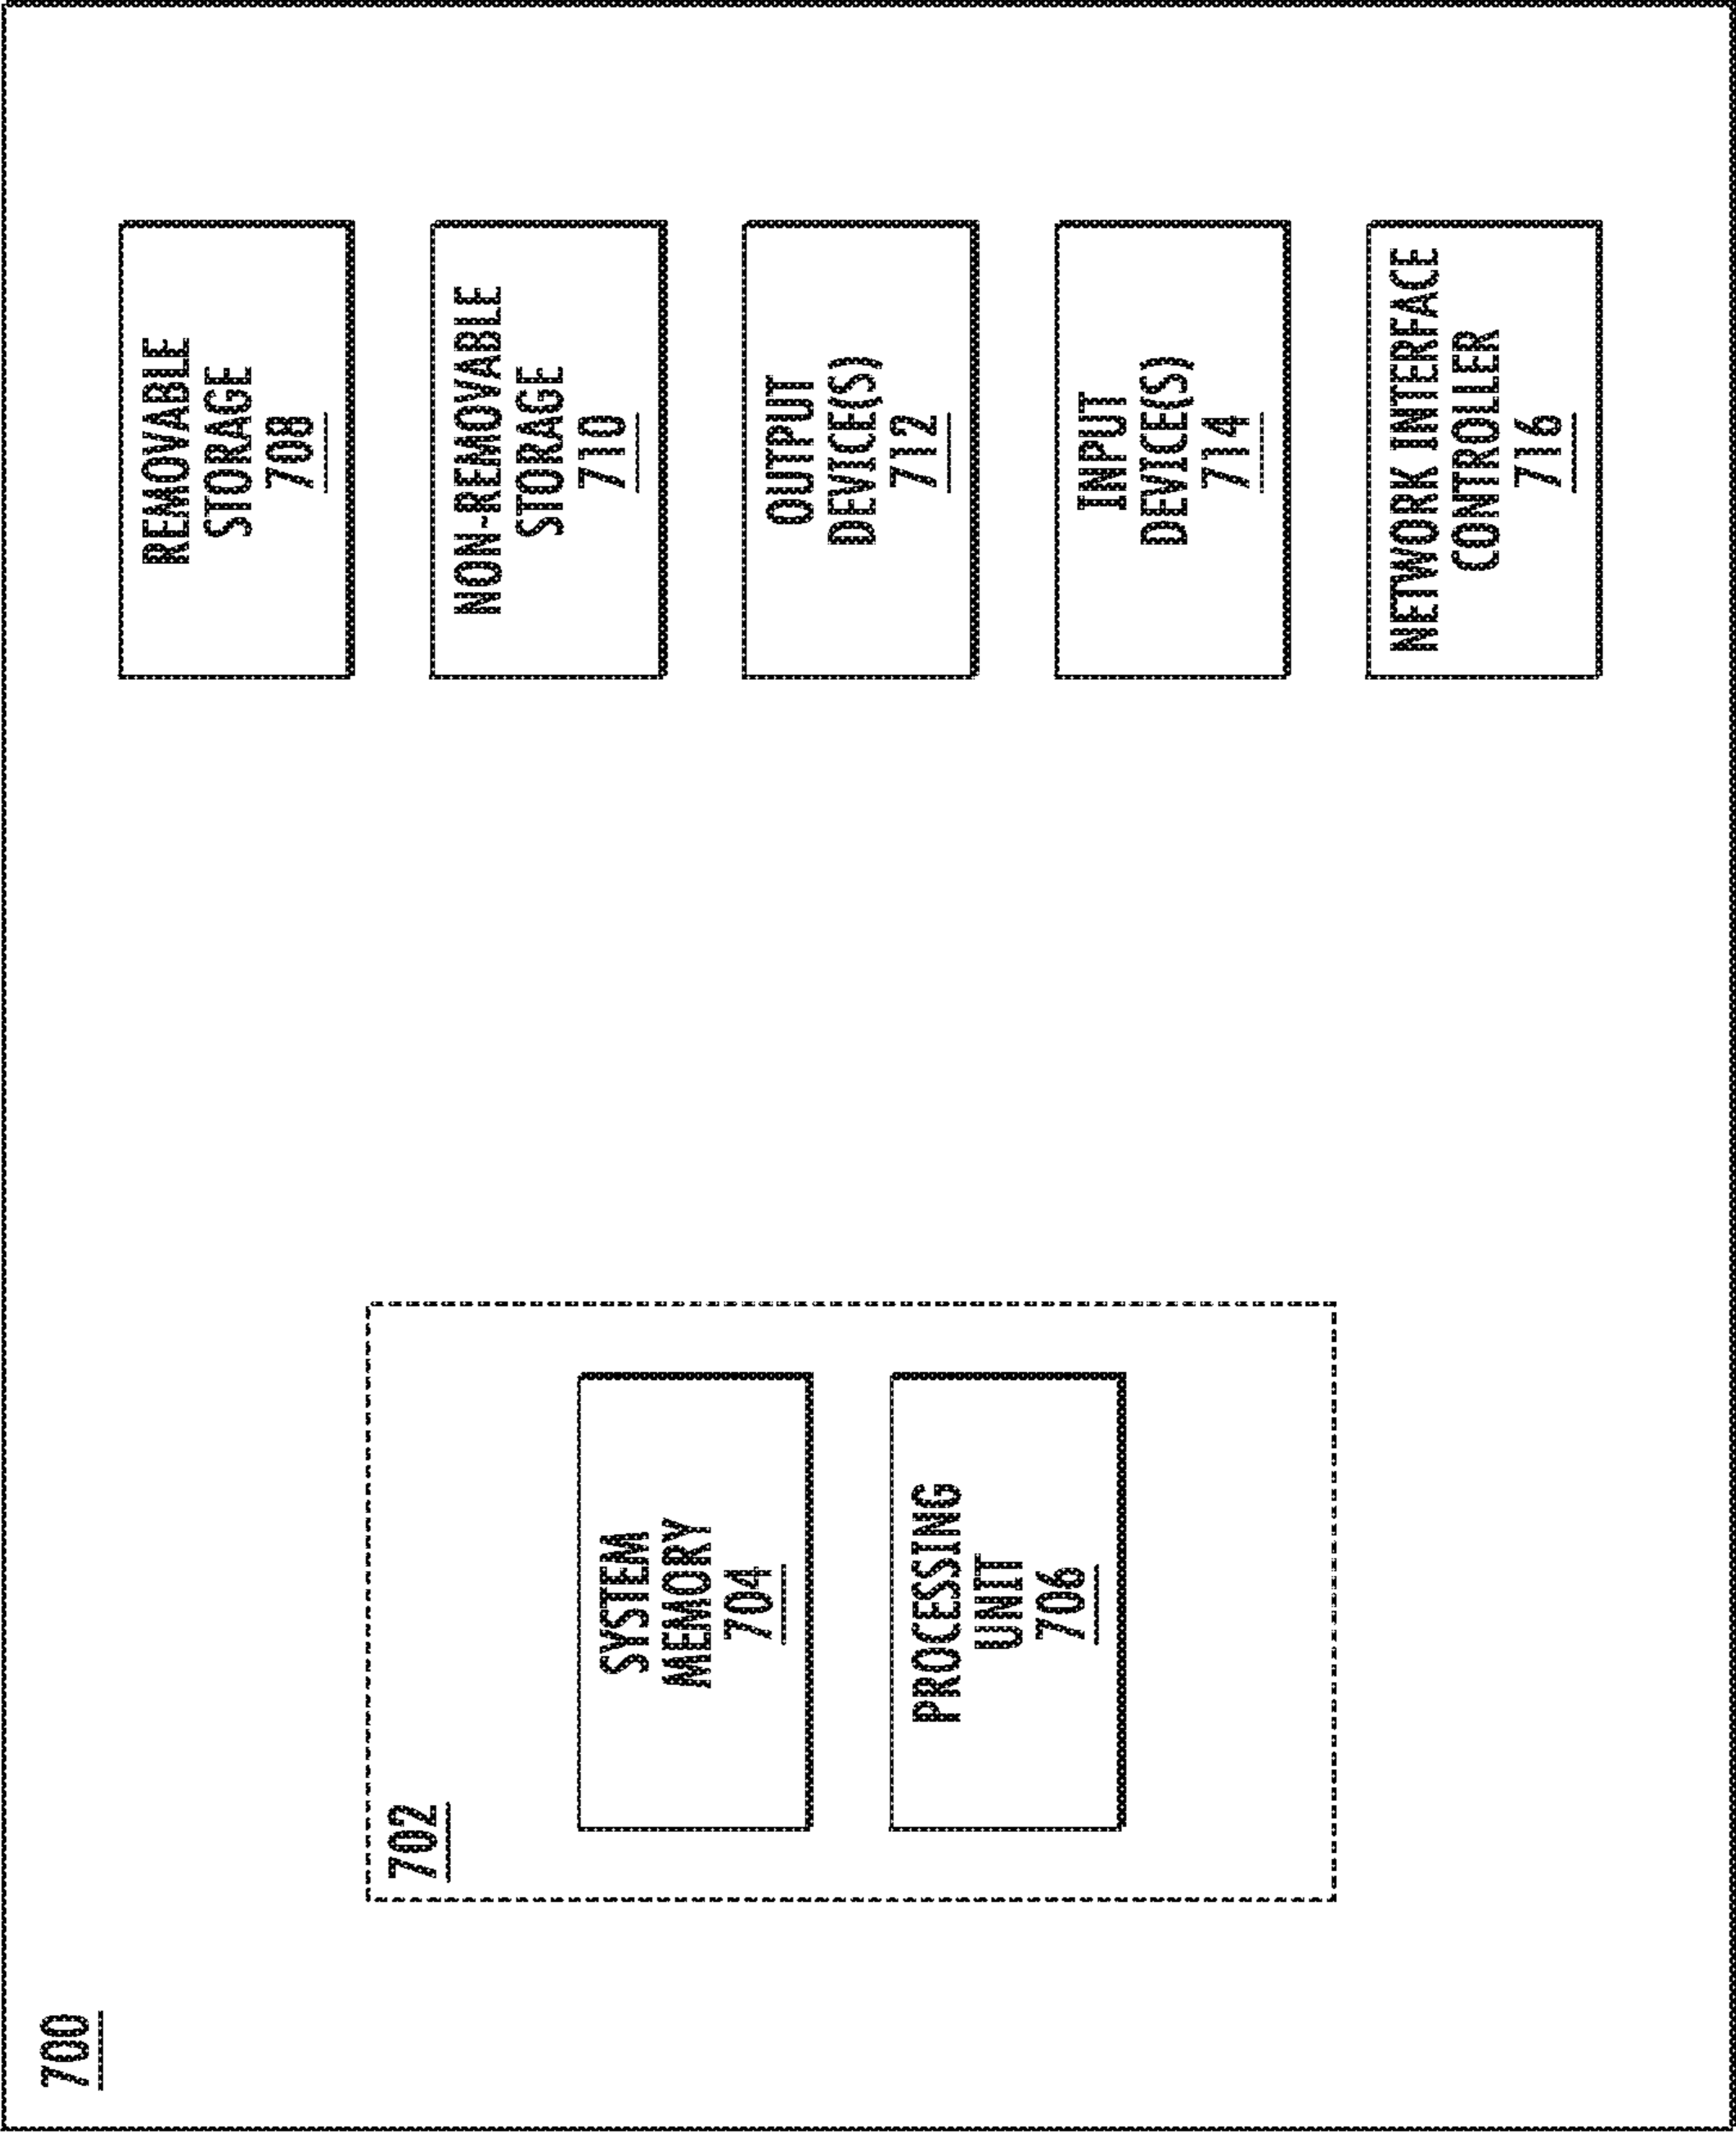 700
702
SYSTEM
MEMORY
704
PROCESSING
UNIT
706
REMOVABLE
STORAGE
708
NON-REMOVABLE
STORAGE
710
OUTPUT
DEVICE(S)
712
INPUT
DEVICE(S)
714
NETWORK INTERFACE
CONTROLLER
716